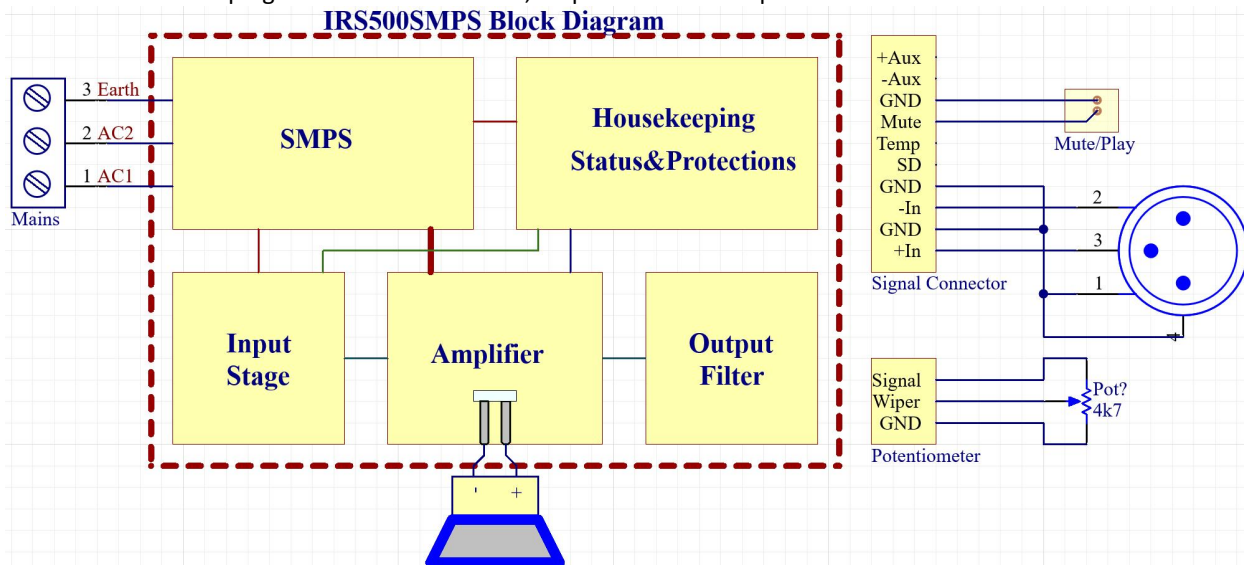 IRS500SMPS Block Diagram
3 Earth
2 AC2
1 AC1
Mains
SMPS
Housekeeping
Status&Protections
Input
Stage
Amplifier
Output
Filter
- +
+Aux
-Aux
GND
Mute
Temp
SD
GND
-In
GND
+In
Signal Connector
Mute/Play
2
3
1
4
Signal
Wiper
GND
Potentiometer
Pot?
4k7